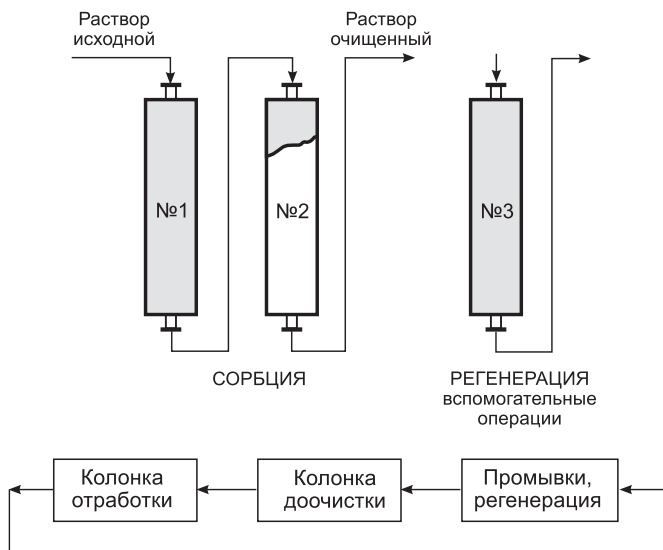 Раствор
исходной
Раствор
очищенный
№1
№2
№3
СОРБЦИЯ
РЕГЕНЕРАЦИЯ
вспомогательные
операции
Колонка
отработки
Колонка
доочистки
Промывки,
регенерация